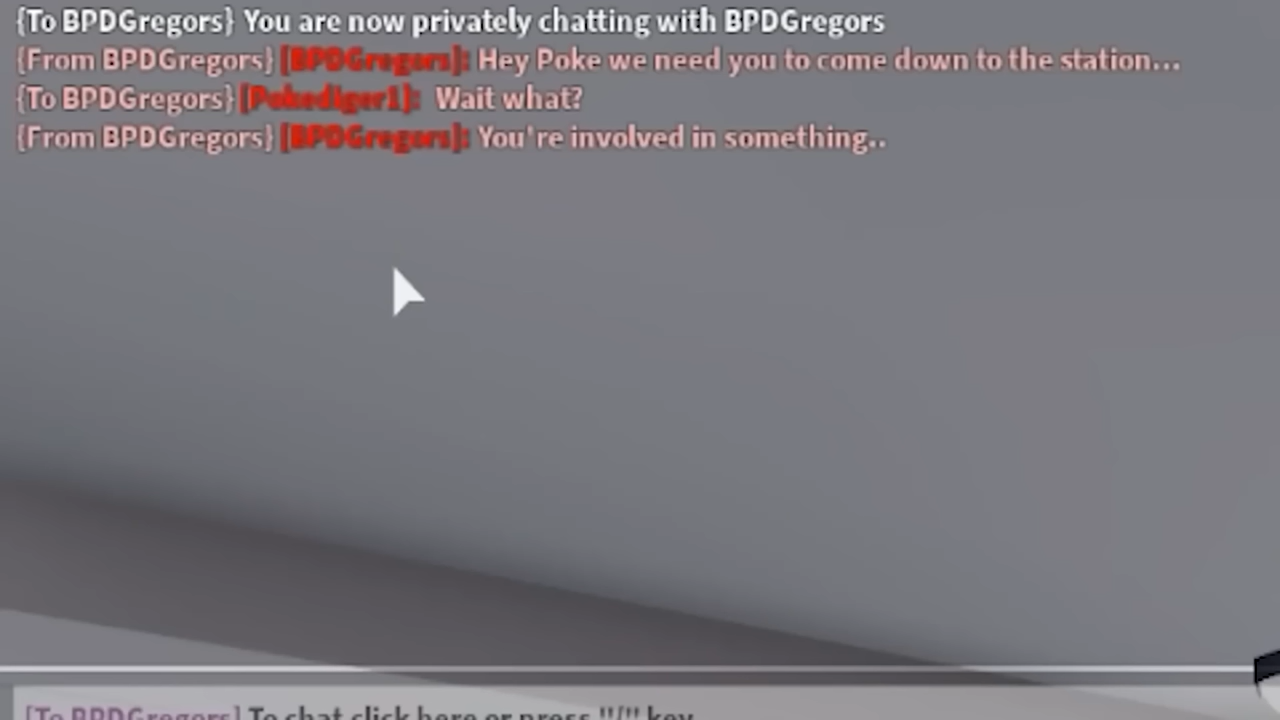 {To BPDGregors} You are now privately chatting with BPDGregors
{From BPDGregors} [BPDGregors]: Hey Poke we need you to come down to the station...
{To BPDGregors} [Pokediger1]: Wait what?
{From BPDGregors} [BPDGregors]: You're involved in something..
[To BPDGregors] To chat click here or press "/" key